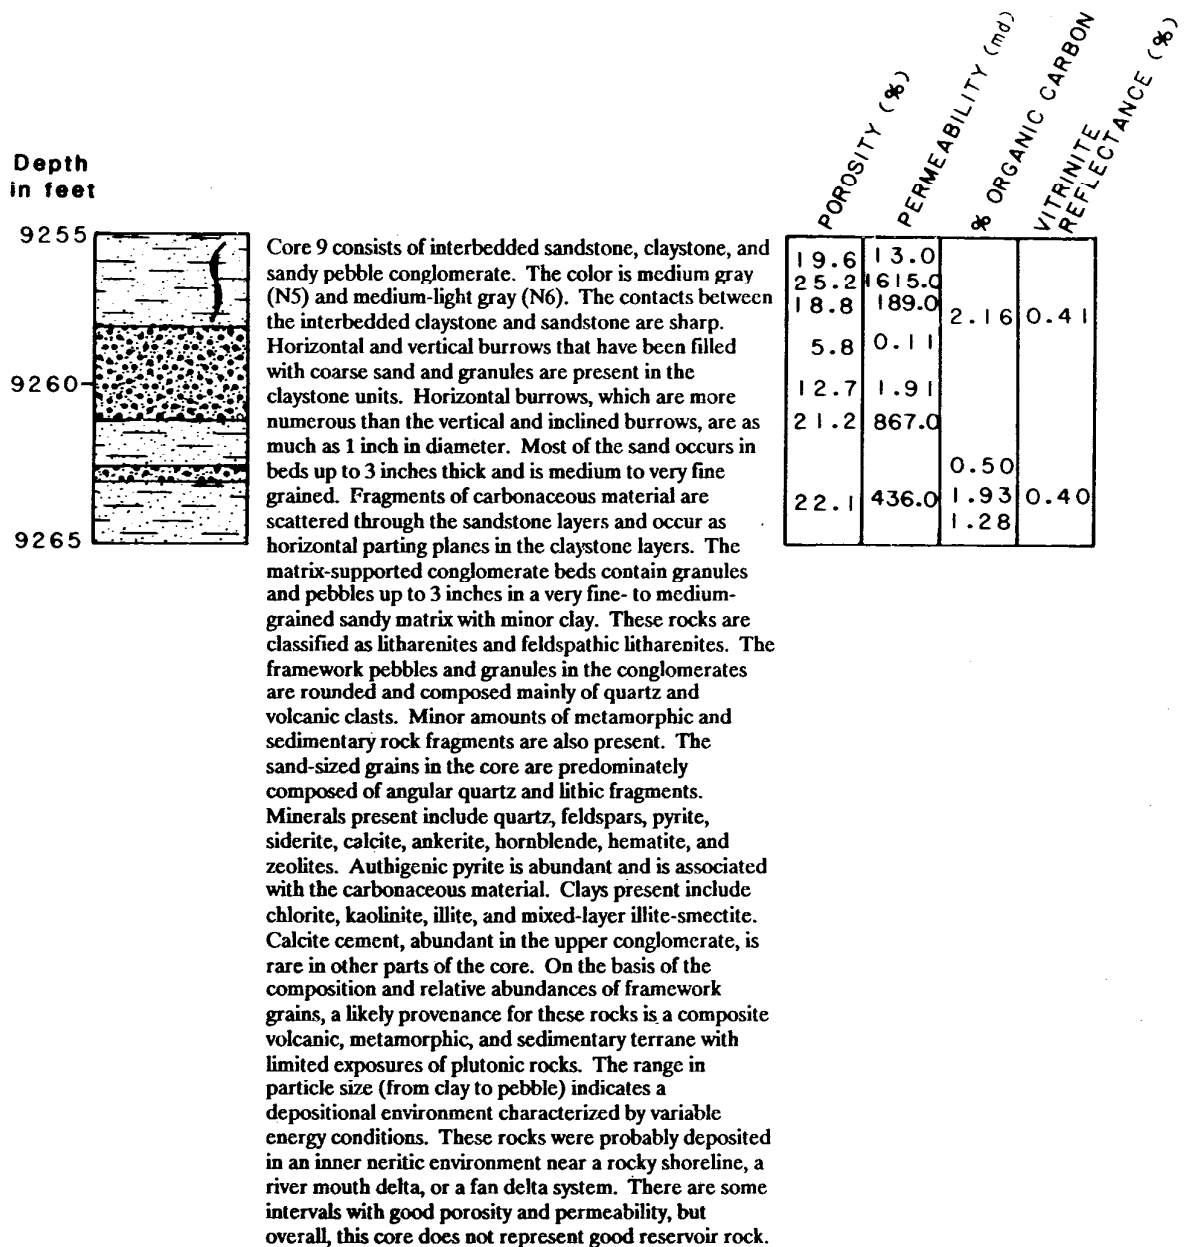 POROSITY (%)
PERMEABILITY (md)
% ORGANIC CARBON
VITRINITE
REFLECTANCE (%)
Depth
in feet
9255
9260
9265
Core 9 consists of interbedded sandstone, claystone, and
sandy pebble conglomerate. The color is medium gray
(N5) and medium-light gray (N6). The contacts between
the interbedded claystone and sandstone are sharp.
Horizontal and vertical burrows that have been filled
with coarse sand and granules are present in the
claystone units. Horizontal burrows, which are more
numerous than the vertical and inclined burrows, are as
much as 1 inch in diameter. Most of the sand occurs in
beds up to 3 inches thick and is medium to very fine
grained. Fragments of carbonaceous material are
scattered through the sandstone layers and occur as
horizontal parting planes in the claystone layers. The
matrix-supported conglomerate beds contain granules
and pebbles up to 3 inches in a very fine- to medium-
grained sandy matrix with minor clay. These rocks are
classified as litharenites and feldspathic litharenites. The
framework pebbles and granules in the conglomerates
are rounded and composed mainly of quartz and
volcanic clasts. Minor amounts of metamorphic and
sedimentary rock fragments are also present. The
sand-sized grains in the core are predominately
composed of angular quartz and lithic fragments.
Minerals present include quartz, feldspars, pyrite,
siderite, calcite, ankerite, hornblende, hematite, and
zeolites. Authigenic pyrite is abundant and is associated
with the carbonaceous material. Clays present include
chlorite, kaolinite, illite, and mixed-layer illite-smectite.
Calcite cement, abundant in the upper conglomerate, is
rare in other parts of the core. On the basis of the
composition and relative abundances of framework
grains, a likely provenance for these rocks is a composite
volcanic, metamorphic, and sedimentary terrane with
limited exposures of plutonic rocks. The range in
particle size (from clay to pebble) indicates a
depositional environment characterized by variable
energy conditions. These rocks were probably deposited
in an inner neritic environment near a rocky shoreline, a
river mouth delta, or a fan delta system. There are some
intervals with good porosity and permeability, but
overall, this core does not represent good reservoir rock.
19.6 13.0
25.2 1615.0
18.8 189.0
2.16 0.41
5.8 0.11
12.7 1.91
21.2 867.0
0.50
22.1 436.0 1.93 0.40
1.28